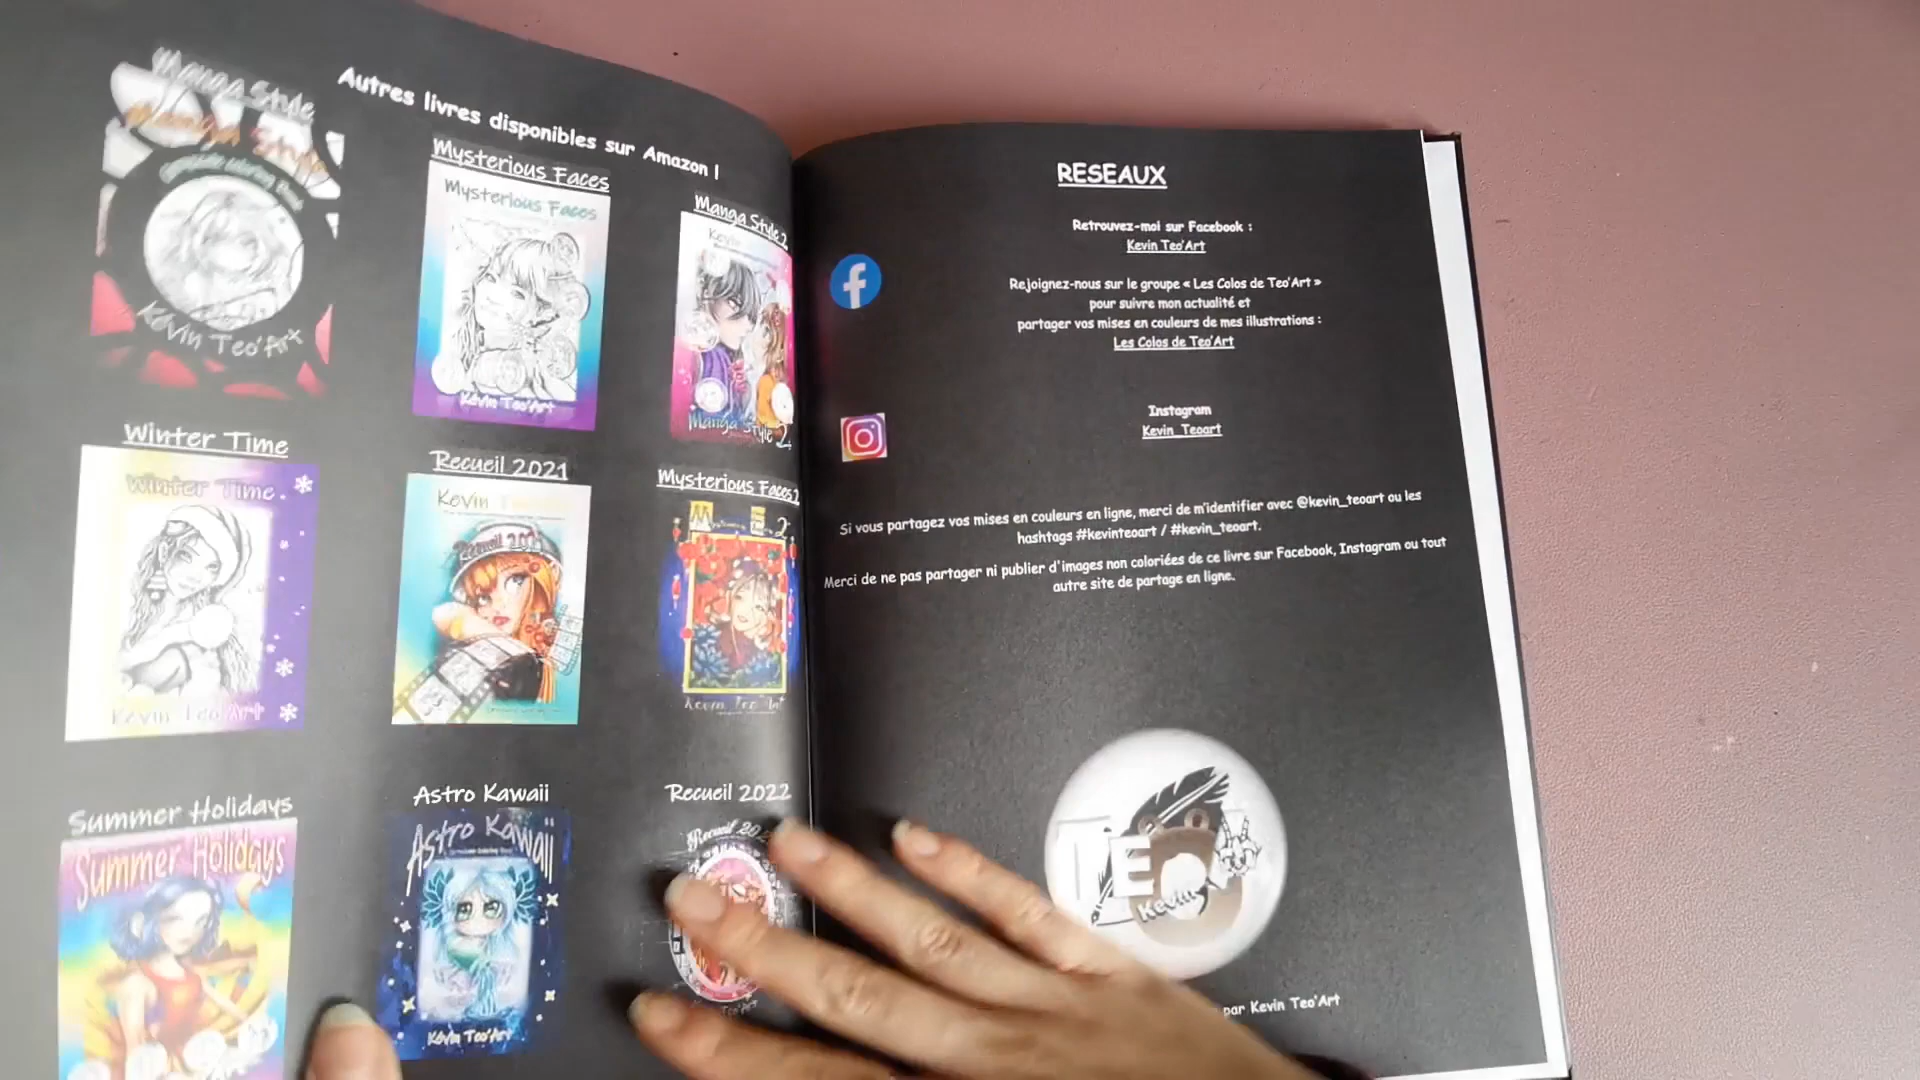 Autres livres disponibles sur Amazon !
Manga Style
Manga Style
Kevin Teo'Art
Mysterious Faces
Mysterious Faces
Kevin Teo'Art
Manga Style 2
Kevin
Manga Style 2
Winter Time
Winter Time
Kevin Teo'Art
Recueil 2021
Kevin
Recueil 2021
Mysterious Faces 2
Kevin Teo'Art
Summer Holidays
Summer Holidays
Astro Kawaii
Astro Kawaii
Kevin Teo'Art
Recueil 2022
RESEAUX
Retrouvez-moi sur Facebook :
Kevin Teo'Art
Rejoignez-nous sur le groupe « Les Colos de Teo'Art »
pour suivre mon actualité et
partager vos mises en couleurs de mes illustrations :
Les Colos de Teo'Art
Instagram
Kevin_Teoart
Si vous partagez vos mises en couleurs en ligne, merci de m'identifier avec @kevin_teoart ou les
hashtags #kevinteoart / #kevin_teoart.
Merci de ne pas partager ni publier d'images non coloriées de ce livre sur Facebook, Instagram ou tout
autre site de partage en ligne.
TEO
Kevin
par Kevin Teo'Art